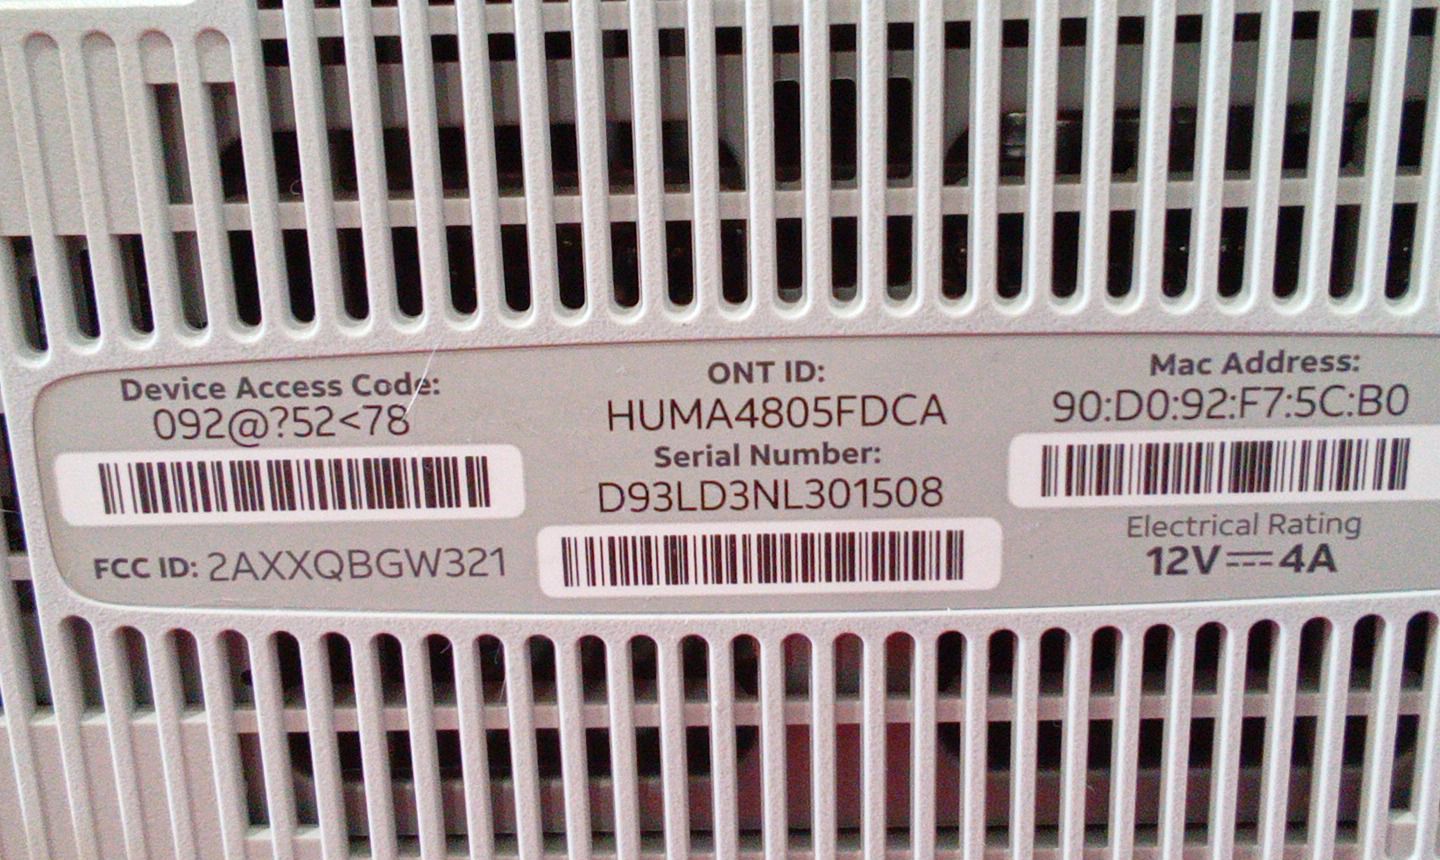 Device Access Code:
092@?52<78
FCC ID: 2AXXQBGW321
ONT ID:
HUMA4805FDCA
Serial Number:
D93LD3NL301508
Mac Address:
90:D0:92:F7:5C:B0
Electrical Rating
12V⎓4A